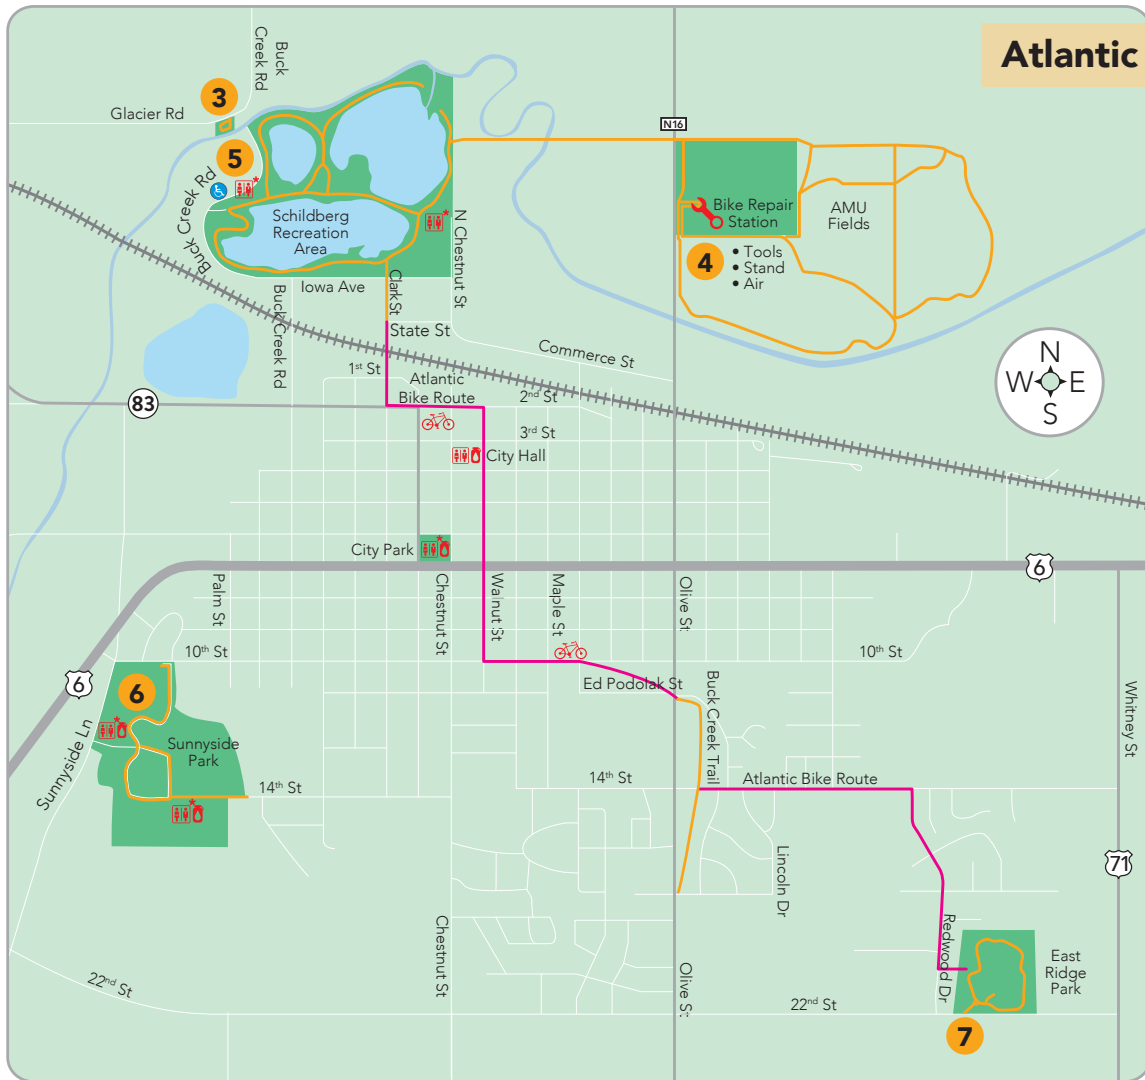 Atlantic
Buck
Creek Rd
3
Glacier Rd
N16
5
Buck Creek Rd
Schildberg
Recreation
Area
N Chestnut St
Bike Repair
Station
AMU
Fields
4
• Tools
• Stand
• Air
Iowa Ave
Clark St
Buck Creek Rd
State St
Commerce St
N
W E
S
1st St
Atlantic
Bike Route
2nd St
83
3rd St
City Hall
City Park
6
Palm St
Chestnut St
Walnut St
Maple St
Olive St
10th St
10th St
Ed Podolak St
Buck Creek Trail
Whitney St
6
6
Sunnyside Ln
Sunnyside
Park
14th St
14th St
Atlantic Bike Route
Lincoln Dr
71
Chestnut St
Olive St
Redwood Dr
East
Ridge
Park
22nd St
22nd St
7